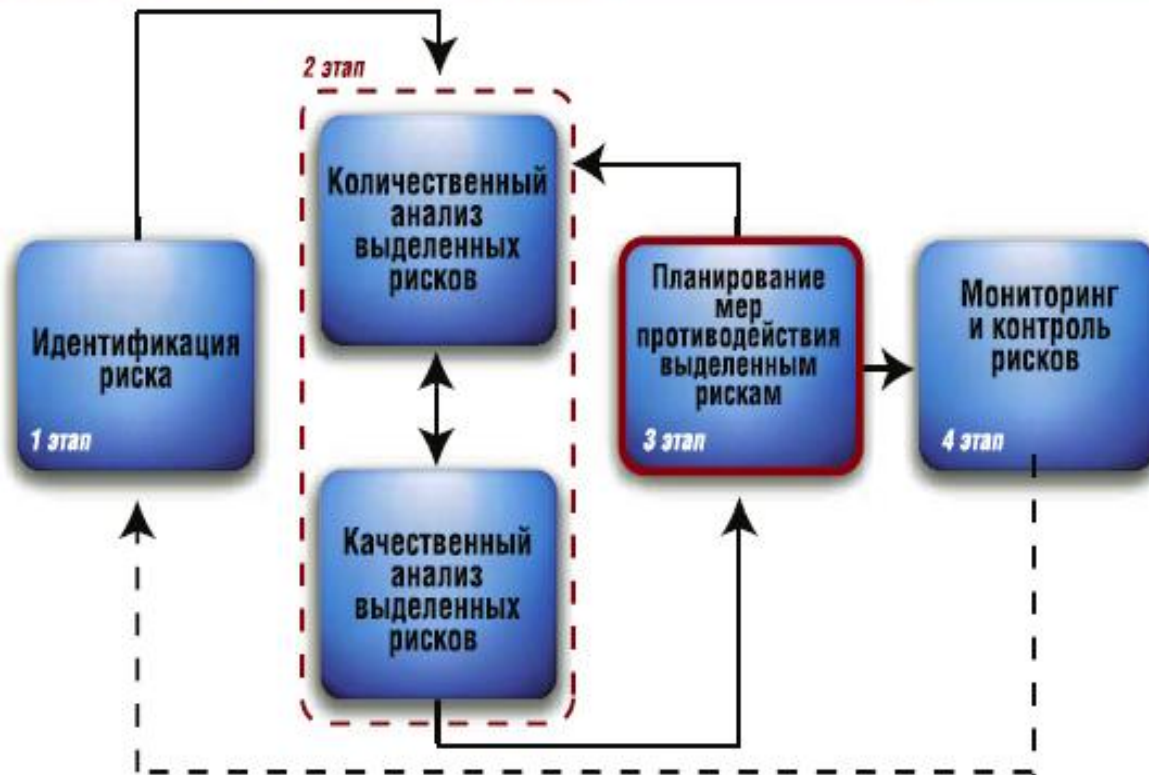 2 этап
Количественный
анализ
выделенных
рисков
Идентификация
риска
1 этап
Качественный
анализ
выделенных
рисков
Планирование
мер
противодействия
выделенным
рискам
3 этап
Мониторинг
и контроль
рисков
4 этап